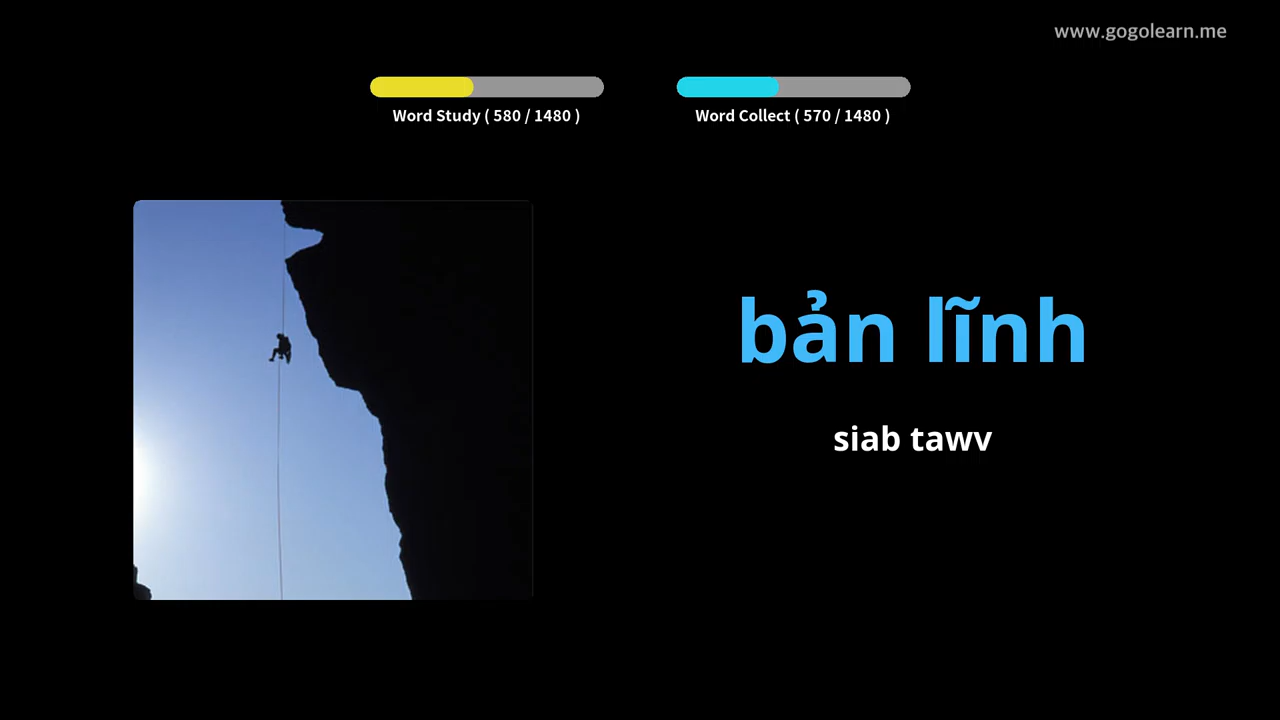 www.gogolearn.me
Word Study ( 580 / 1480 )
Word Collect ( 570 / 1480 )
bản lĩnh
siab tawv